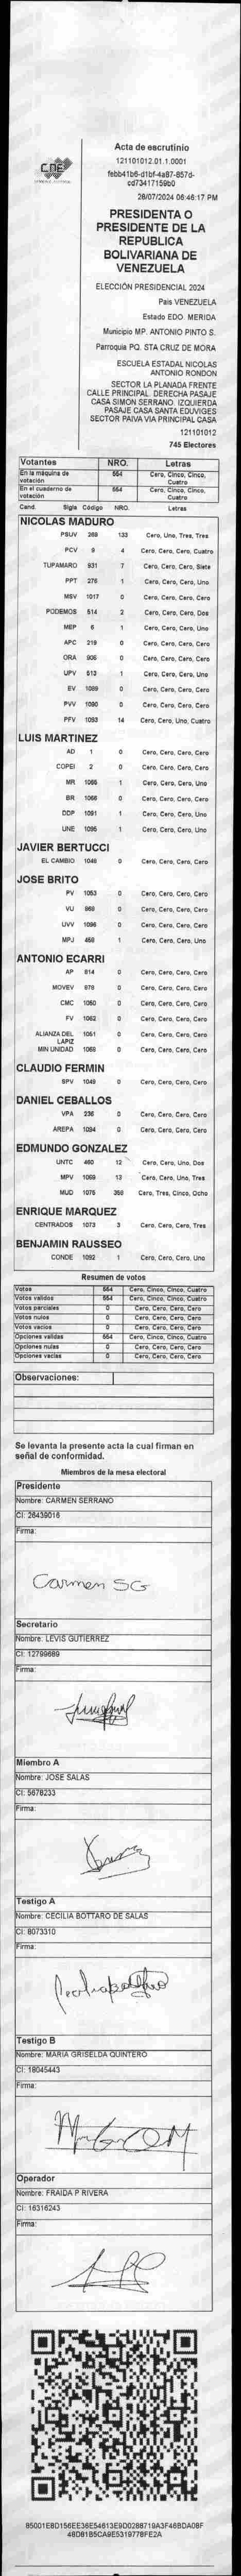 CNE
Acta de escrutinio
121101012.01.1.0001
febb41b6-d1bf-4a87-857d-
cd73417159b0
28/07/2024 06:46:17 PM
PRESIDENTA O
PRESIDENTE DE LA
REPUBLICA
BOLIVARIANA DE
VENEZUELA
ELECCIÓN PRESIDENCIAL 2024
Pais VENEZUELA
Estado EDO. MERIDA
Municipio MP. ANTONIO PINTO S.
Parroquia PQ. STA CRUZ DE MORA
ESCUELA ESTADAL NICOLAS
ANTONIO RONDON
SECTOR LA PLANADA FRENTE
CALLE PRINCIPAL. DERECHA PASAJE
CASA SIMON SERRANO. IZQUIERDA
PASAJE CASA SANTA EDUVIGES
SECTOR PAIVA VIA PRINCIPAL CASA
121101012
745 Electores
Votantes NRO. Letras
En la máquina de votación 554 Cero, Cinco, Cinco, Cuatro
En el cuaderno de votación 554 Cero, Cinco, Cinco, Cuatro
Cand. Sigla Código NRO. Letras
NICOLAS MADURO
PSUV 269 133 Cero, Uno, Tres, Tres
PCV 9 4 Cero, Cero, Cero, Cuatro
TUPAMARO 931 7 Cero, Cero, Cero, Siete
PPT 276 1 Cero, Cero, Cero, Uno
MSV 1017 0 Cero, Cero, Cero, Cero
PODEMOS 514 2 Cero, Cero, Cero, Dos
MEP 6 1 Cero, Cero, Cero, Uno
APC 219 0 Cero, Cero, Cero, Cero
ORA 906 0 Cero, Cero, Cero, Cero
UPV 513 1 Cero, Cero, Cero, Uno
EV 1089 0 Cero, Cero, Cero, Cero
PVV 1090 0 Cero, Cero, Cero, Cero
PFV 1093 14 Cero, Cero, Uno, Cuatro
LUIS MARTINEZ
AD 1 0 Cero, Cero, Cero, Cero
COPEI 2 0 Cero, Cero, Cero, Cero
MR 1 Cero, Cero, Cero, Uno
BR 1066 0 Cero, Cero, Cero, Cero
DDP 1091 1 Cero, Cero, Cero, Uno
UNE 1095 1 Cero, Cero, Cero, Uno
JAVIER BERTUCCI
EL CAMBIO 1048 0 Cero, Cero, Cero, Cero
JOSE BRITO
PV 1053 0 Cero, Cero, Cero, Cero
VU 869 0 Cero, Cero, Cero, Cero
UVV 1096 0 Cero, Cero, Cero, Cero
MPJ 459 1 Cero, Cero, Cero, Uno
ANTONIO ECARRI
AP 814 0 Cero, Cero, Cero, Cero
MOVEV 978 0 Cero, Cero, Cero, Cero
CMC 1050 0 Cero, Cero, Cero, Cero
FV 1062 0 Cero, Cero, Cero, Cero
ALIANZA DEL LAPIZ 1051 0 Cero, Cero, Cero, Cero
MIN UNIDAD 1068 0 Cero, Cero, Cero, Cero
CLAUDIO FERMIN
SPV 1049 0 Cero, Cero, Cero, Cero
DANIEL CEBALLOS
VPA 236 0 Cero, Cero, Cero, Cero
AREPA 1094 0 Cero, Cero, Cero, Cero
EDMUNDO GONZALEZ
UNTC 460 12 Cero, Cero, Uno, Dos
MPV 1069 13 Cero, Cero, Uno, Tres
MUD 1076 358 Cero, Tres, Cinco, Ocho
ENRIQUE MARQUEZ
CENTRADOS 1073 3 Cero, Cero, Cero, Tres
BENJAMIN RAUSSEO
CONDE 1092 1 Cero, Cero, Cero, Uno
Resumen de votos
Votos 554 Cero, Cinco, Cinco, Cuatro
Votos validos 554 Cero, Cinco, Cinco, Cuatro
Votos parciales 0 Cero, Cero, Cero, Cero
Votos nulos 0 Cero, Cero, Cero, Cero
Votos vacios 0 Cero, Cero, Cero, Cero
Opciones validas 554 Cero, Cinco, Cinco, Cuatro
Opciones nulas 0 Cero, Cero, Cero, Cero
Opciones vacias 0 Cero, Cero, Cero, Cero
Observaciones:
Se levanta la presente acta la cual firman en
señal de conformidad.
Miembros de la mesa electoral
Presidente
Nombre: CARMEN SERRANO
CI: 26439016
Firma:
Carmen SG
Secretario
Nombre: LEVIS GUTIERREZ
CI: 12799689
Firma:
Miembro A
Nombre: JOSE SALAS
CI: 5678233
Firma:
Testigo A
Nombre: CECILIA BOTTARO DE SALAS
CI: 8073310
Firma:
Testigo B
Nombre: MARIA GRISELDA QUINTERO
CI: 18045443
Firma:
Operador
Nombre: FRAIDA P RIVERA
CI: 16316243
Firma:
85001E8D156EE36E54613E9D0288719A3F46BDA08F
48D81B5CA9E5319778FE2A